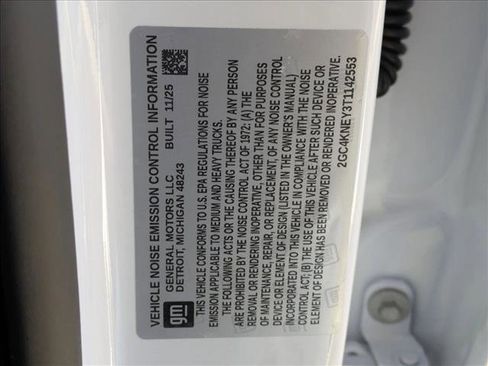 VEHICLE NOISE EMISSION CONTROL INFORMATION
gm
GENERAL MOTORS LLC BUILT 11/25
DETROIT, MICHIGAN 48243
THIS VEHICLE CONFORMS TO U.S. EPA REGULATIONS FOR NOISE
EMISSION APPLICABLE TO MEDIUM AND HEAVY TRUCKS.
THE FOLLOWING ACTS OR THE CAUSING THEREOF BY ANY PERSON
ARE PROHIBITED BY THE NOISE CONTROL ACT OF 1972: (A) THE
REMOVAL OR RENDERING INOPERATIVE, OTHER THAN FOR PURPOSES
OF MAINTENANCE, REPAIR, OR REPLACEMENT, OF ANY NOISE CONTROL
DEVICE OR ELEMENT OF DESIGN (LISTED IN THE OWNER'S MANUAL)
INCORPORATED INTO THIS VEHICLE IN COMPLIANCE WITH THE NOISE
CONTROL ACT; (B) THE USE OF THIS VEHICLE AFTER SUCH DEVICE OR
ELEMENT OF DESIGN HAS BEEN REMOVED OR RENDERED INOPERATIVE.
2GC4KNEY3T1142553